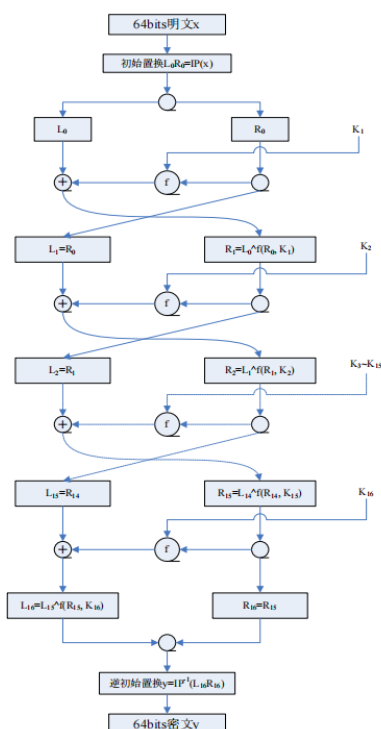 64bits明文x
初始置换L₀R₀=IP(x)
L₀
R₀
K₁
+
f
L₁=R₀
R₁=L₀^f(R₀, K₁)
K₂
+
f
L₂=R₁
R₂=L₁^f(R₁, K₂)
K₃~K₁₅
+
f
L₁₅=R₁₄
R₁₅=L₁₄^f(R₁₄, K₁₅)
K₁₆
+
f
L₁₆=L₁₅^f(R₁₅, K₁₆)
R₁₆=R₁₅
逆初始置换y=IP⁻¹(L₁₆R₁₆)
64bits密文y